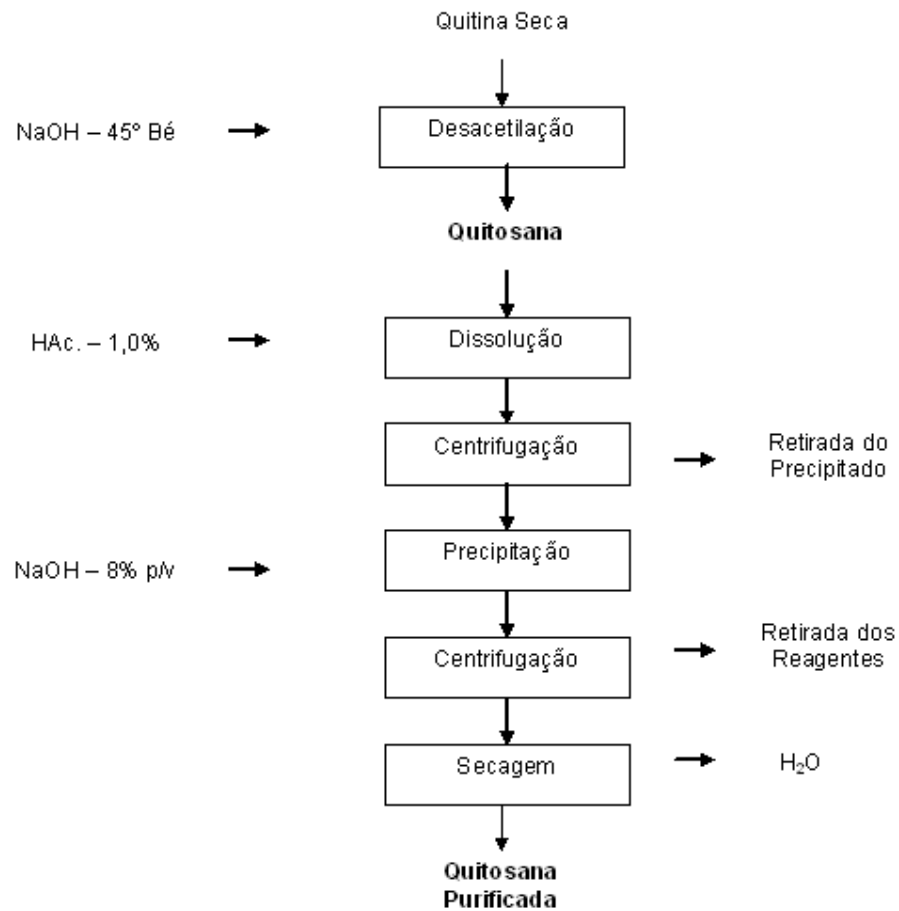 Quitina Seca
NaOH – 45° Bé
Desacetilação
Quitosana
HAc. – 1,0%
Dissolução
Centrifugação
Retirada do
Precipitado
NaOH – 8% p/v
Precipitação
Centrifugação
Retirada dos
Reagentes
Secagem
H₂O
Quitosana
Purificada